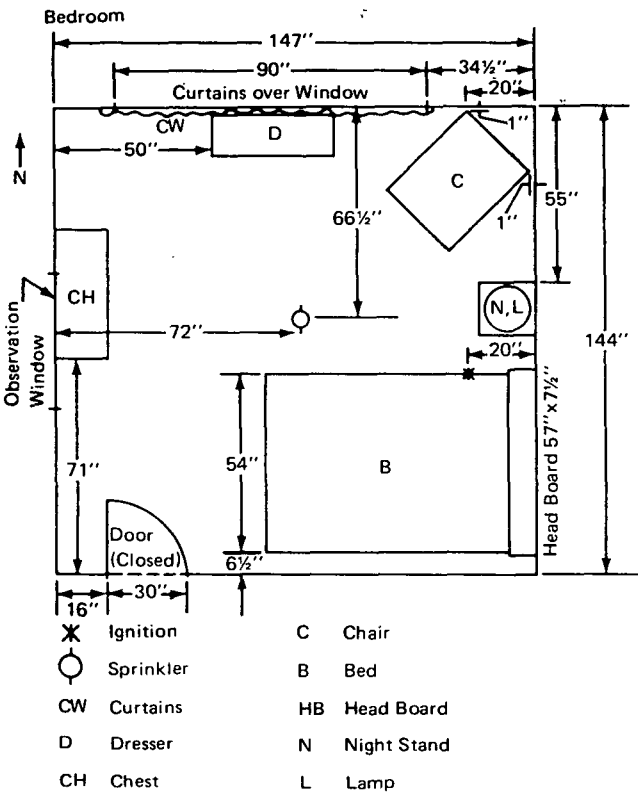 Bedroom
147''
90''
34½''
20''
Curtains over Window
CW
D
1''
50''
N
C
55''
66½''
1''
CH
N, L
72''
20''
144''
Observation
Window
Head Board 57''x7½''
71''
54''
B
Door
(Closed)
6½''
16''
30''
Ignition
C Chair
Sprinkler
B Bed
CW Curtains
HB Head Board
D Dresser
N Night Stand
CH Chest
L Lamp